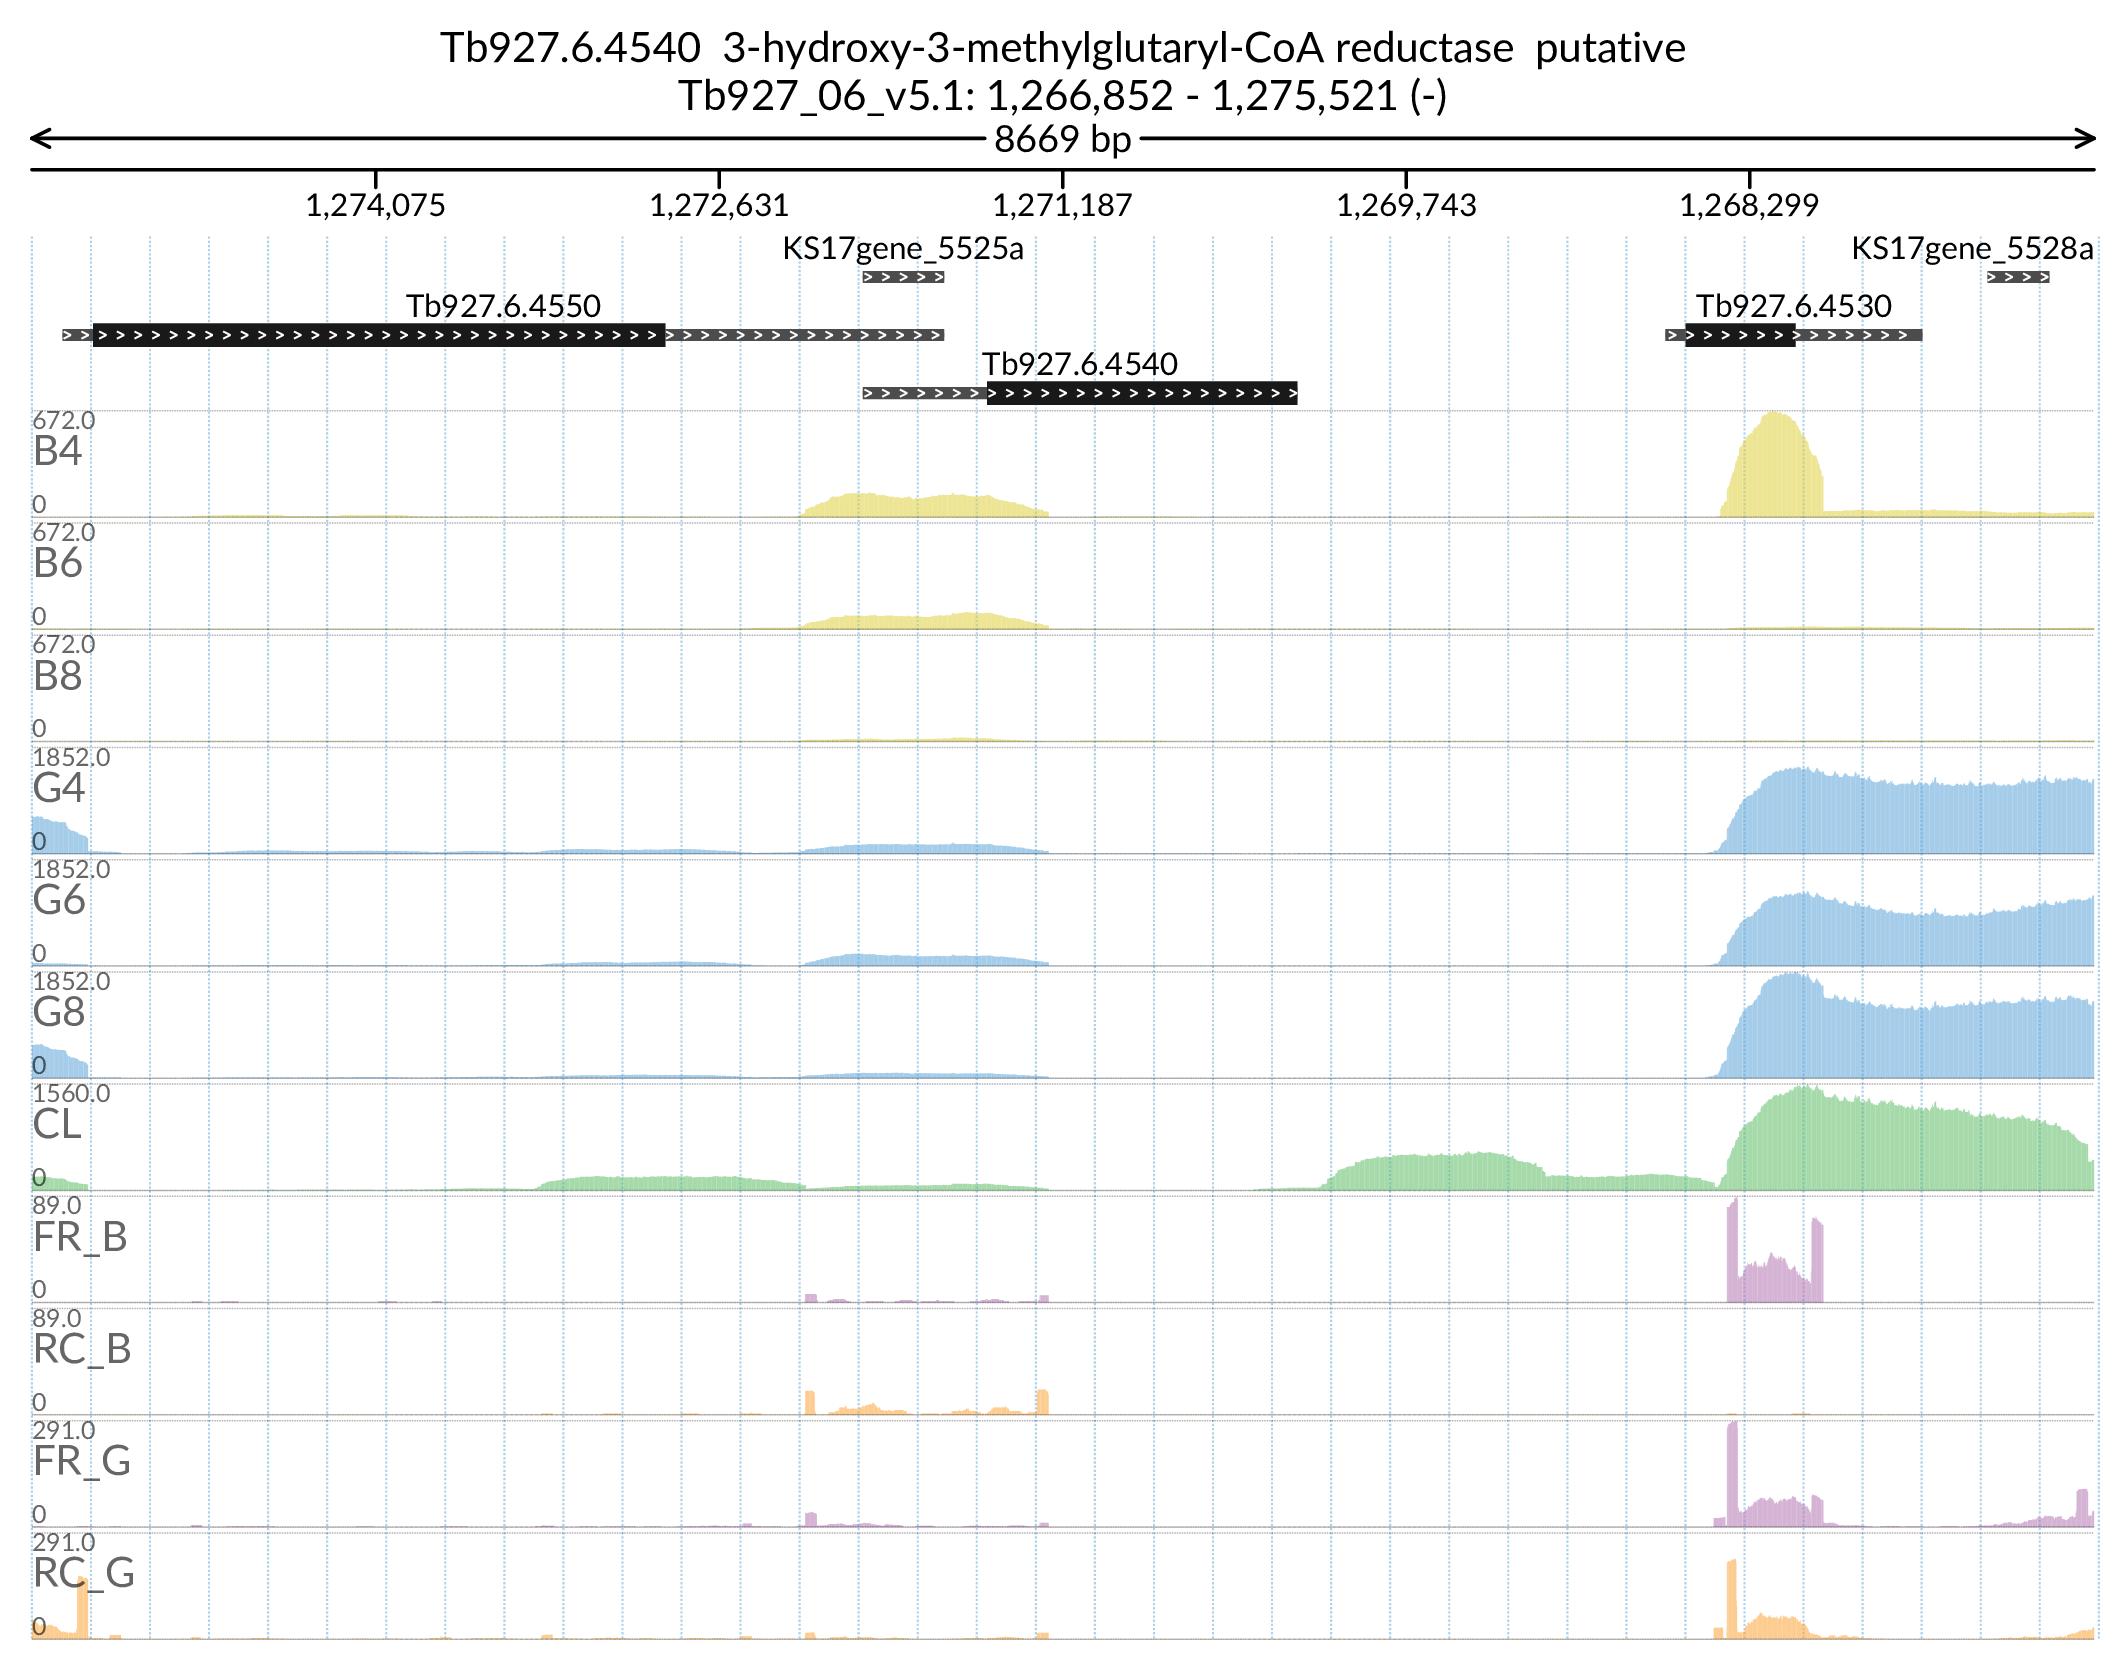 Tb927.6.4540  3-hydroxy-3-methylglutaryl-CoA reductase  putative
Tb927_06_v5.1: 1,266,852 - 1,275,521 (-)
8669 bp
1,274,075 1,272,631 1,271,187 1,269,743 1,268,299
KS17gene_5525a KS17gene_5528a
Tb927.6.4550 Tb927.6.4530
Tb927.6.4540
672.0
B4
0
672.0
B6
0
672.0
B8
0
1852.0
G4
0
1852.0
G6
0
1852.0
G8
0
1560.0
CL
0
89.0
FR_B
0
89.0
RC_B
0
291.0
FR_G
0
291.0
RC_G
0